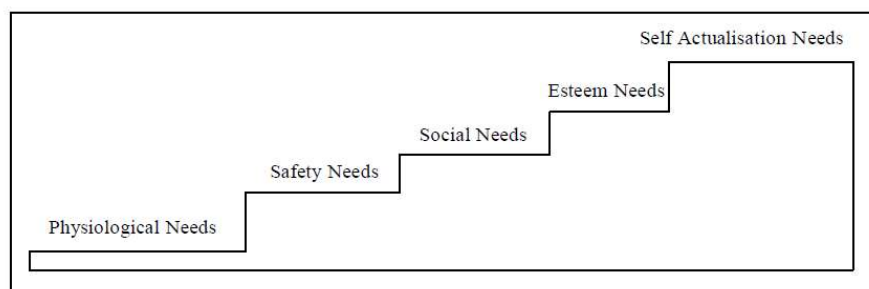 Self Actualisation Needs
Esteem Needs
Social Needs
Safety Needs
Physiological Needs